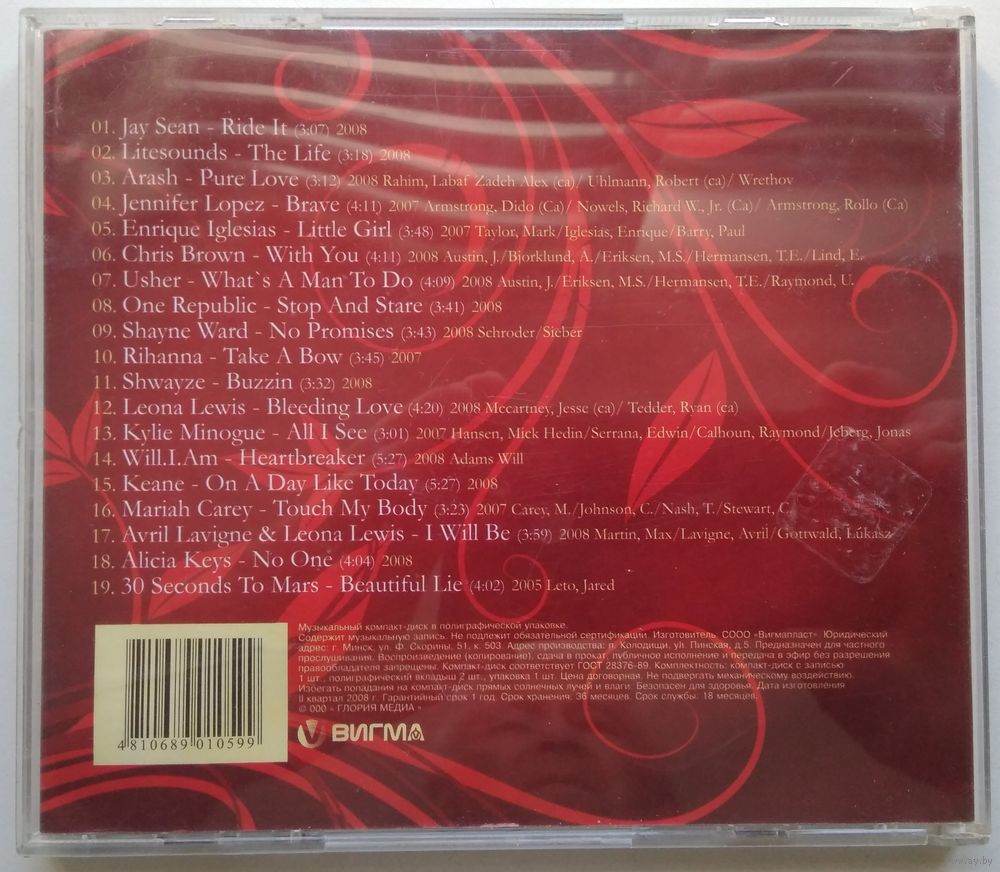 01. Jay Sean - Ride It (3:07) 2008
02. Litesounds - The Life (3:18) 2008
03. Arash - Pure Love (3:12) 2008 Rahim, Labaf Zadeh Alex (ca)/ Uhlmann, Robert (ca)/ Wrethov
04. Jennifer Lopez - Brave (4:11) 2007 Armstrong, Dido (Ca)/ Nowels, Richard W., Jr. (Ca)/ Armstrong, Rollo (Ca)
05. Enrique Iglesias - Little Girl (3:48) 2007 Taylor, Mark/Iglesias, Enrique/Barry, Paul
06. Chris Brown - With You (4:11) 2008 Austin, J./Bjorklund, A./Eriksen, M.S./Hermansen, T.E./Lind, E.
07. Usher - What`s A Man To Do (4:09) 2008 Austin, J./Eriksen, M.S./Hermansen, T.E./Raymond, U.
08. One Republic - Stop And Stare (3:41) 2008
09. Shayne Ward - No Promises (3:43) 2008 Schroder/Sieber
10. Rihanna - Take A Bow (3:45) 2007
11. Shwayze - Buzzin (3:32) 2008
12. Leona Lewis - Bleeding Love (4:20) 2008 Mccartney, Jesse (ca)/ Tedder, Ryan (ca)
13. Kylie Minogue - All I See (3:01) 2007 Hansen, Mick Hedin/Serrana, Edwin/Calhoun, Raymond/Jeberg, Jonas
14. Will.I.Am - Heartbreaker (5:27) 2008 Adams Will
15. Keane - On A Day Like Today (5:27) 2008
16. Mariah Carey - Touch My Body (3:23) 2007 Carey, M./Johnson, C./Nash, T./Stewart, C.
17. Avril Lavigne & Leona Lewis - I Will Be (3:59) 2008 Martin, Max/Lavigne, Avril/Gottwald, Lukasz
18. Alicia Keys - No One (4:04) 2008
19. 30 Seconds To Mars - Beautiful Lie (4:02) 2005 Leto, Jared
Музыкальный компакт-диск в полиграфической упаковке.
Содержит музыкальную запись. Не подлежит обязательной сертификации. Изготовитель: СООО «Вигмапласт». Юридический
адрес: г. Минск, ул. Ф. Скорины, 51, к. 503. Адрес производства: п. Колодищи, ул. Минская, д.5. Предназначен для частного
прослушивания. Воспроизведение (копирование), сдача в прокат, публичное исполнение и передача в эфир без разрешения
правообладателя запрещены. Компакт-диск соответствует ГОСТ 28376-89. Комплектность: компакт-диск с записью
1 шт., полиграфический вкладыш 2 шт., упаковка 1 шт. Цена договорная. Не подвергать механическому воздействию.
Избегать попадания на компакт-диск прямых солнечных лучей и влаги. Безопасен для здоровья. Дата изготовления
II квартал 2008 г. Гарантийный срок 1 год. Срок хранения: 36 месяцев. Срок службы: 18 месяцев.
© ООО « ГЛОРИЯ МЕДИА »
ВИГМА
4 810689 010599
www.ay.by